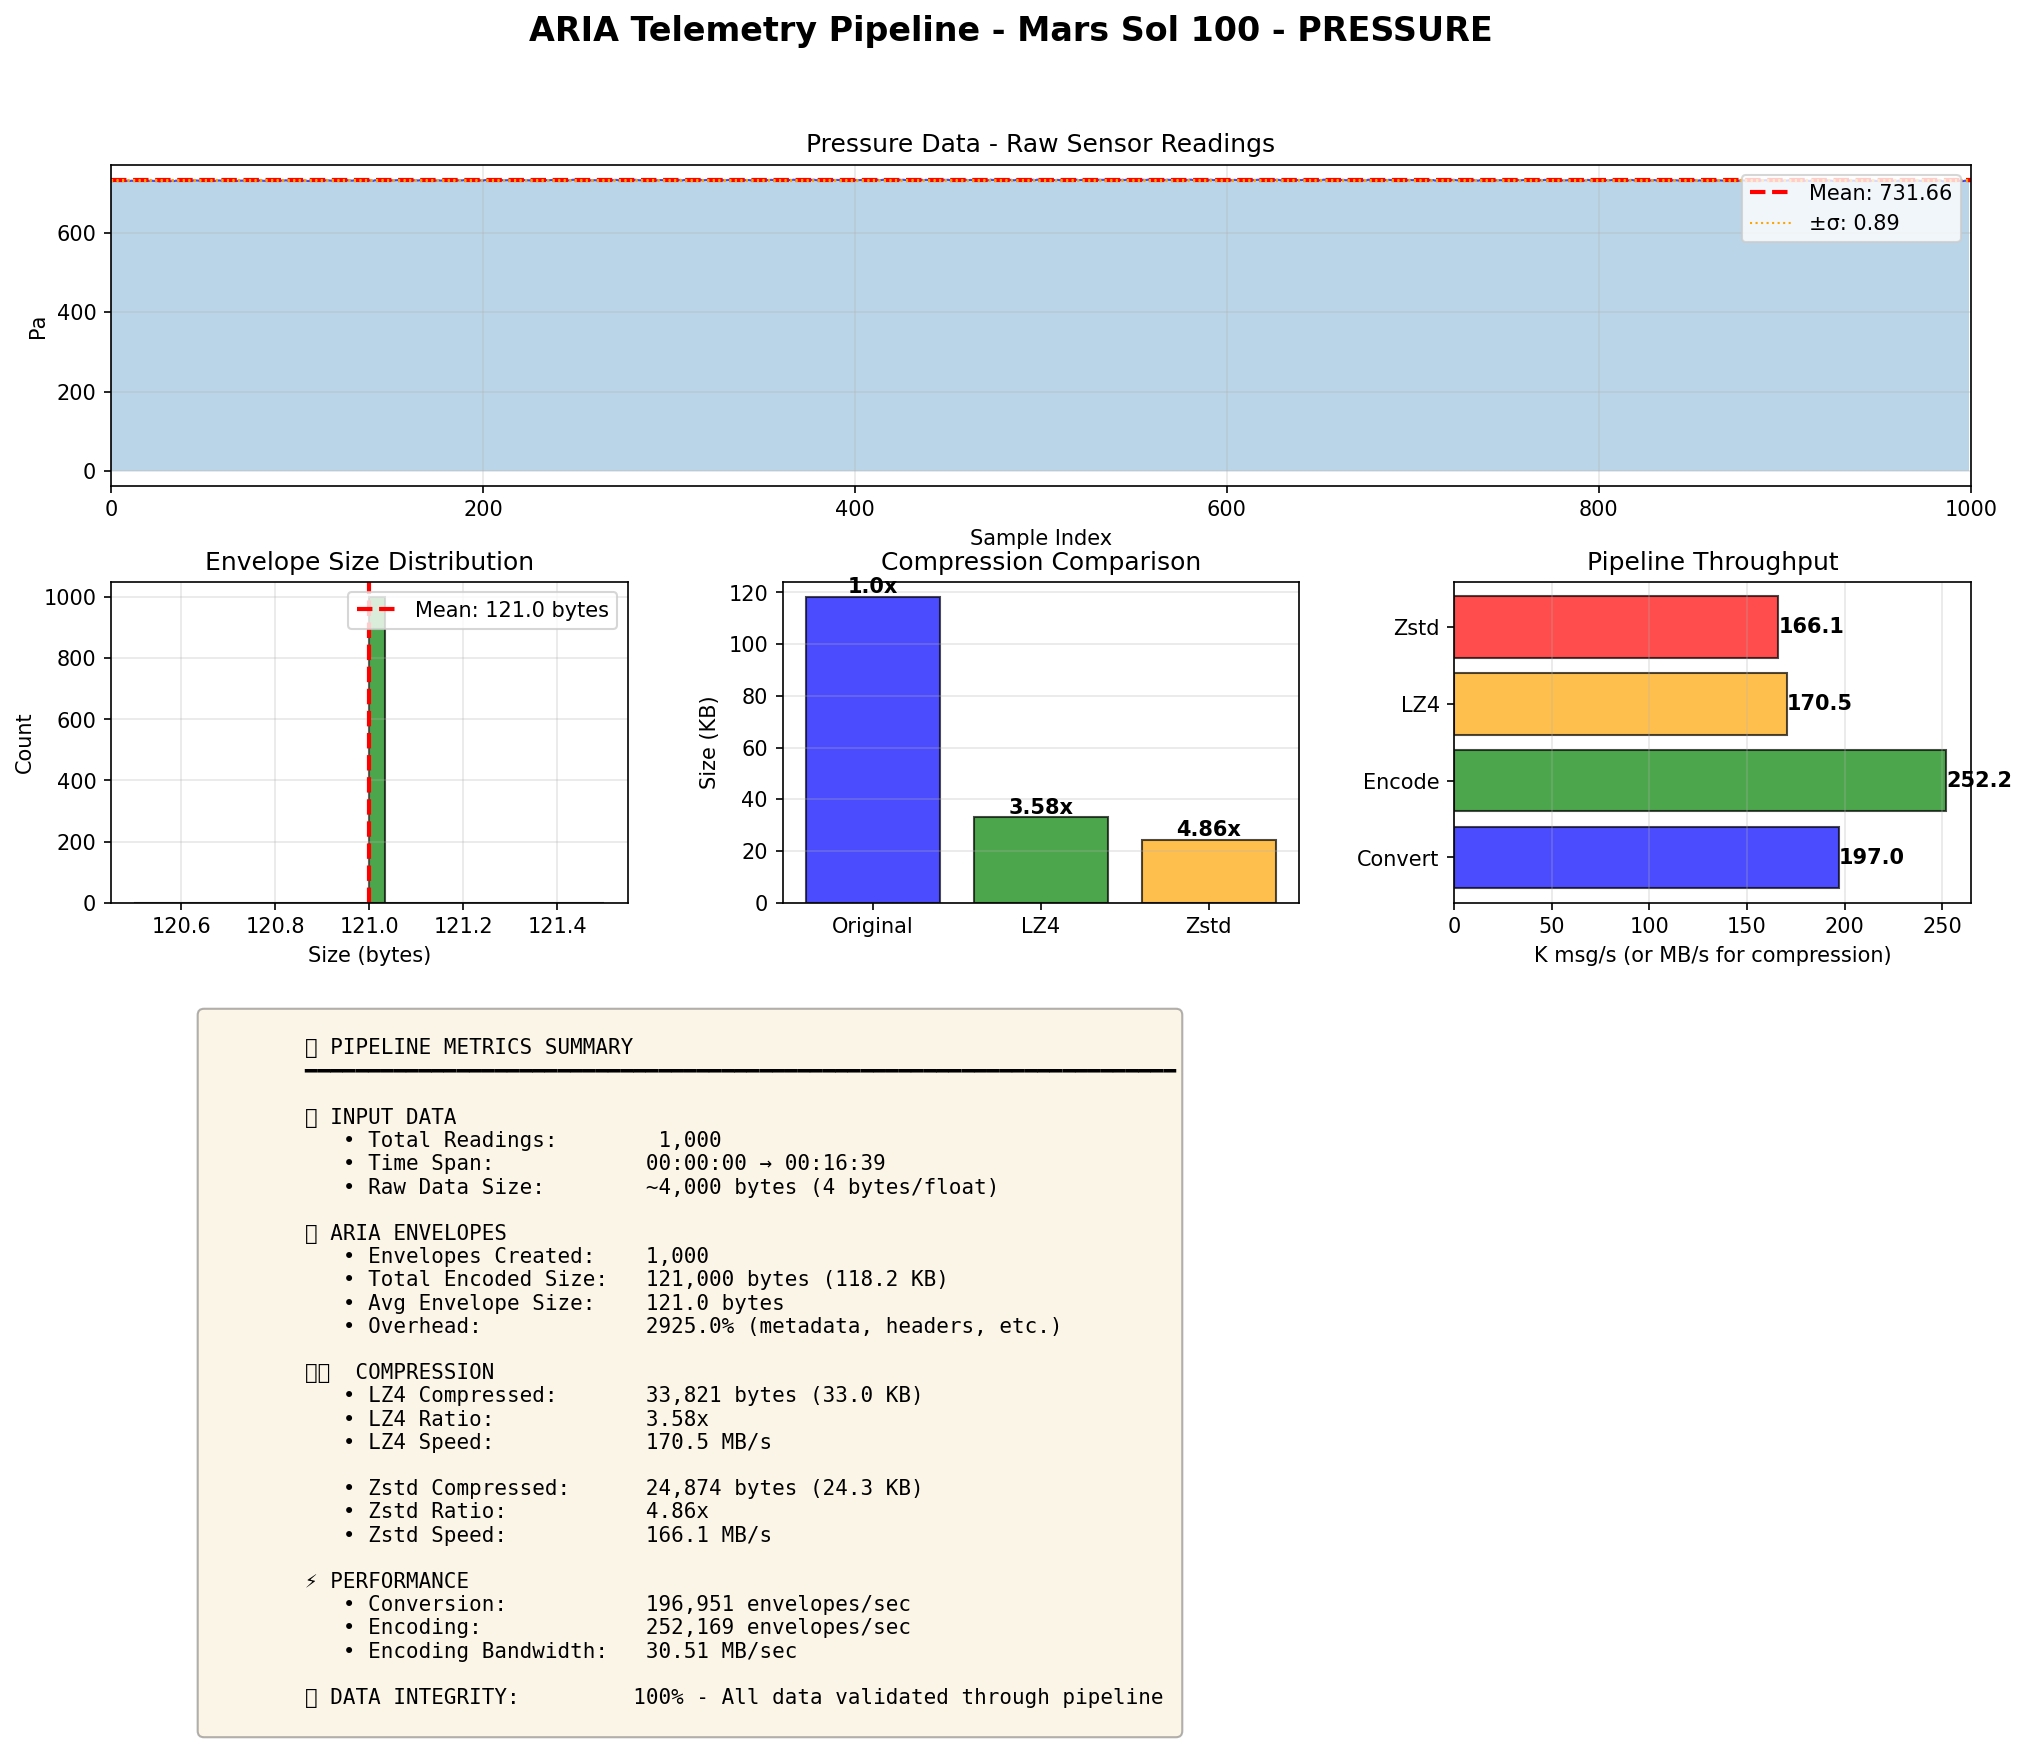 ARIA Telemetry Pipeline - Mars Sol 100 - PRESSURE
Pressure Data - Raw Sensor Readings
Mean: 731.66
±σ: 0.89
Pa
600
400
200
0
0 200 400 600 800 1000
Sample Index
Envelope Size Distribution
Mean: 121.0 bytes
Count
1000
800
600
400
200
0
120.6 120.8 121.0 121.2 121.4
Size (bytes)
Compression Comparison
Size (KB)
120
100
80
60
40
20
0
1.0x
3.58x
4.86x
Original LZ4 Zstd
Pipeline Throughput
Zstd 166.1
LZ4 170.5
Encode 252.2
Convert 197.0
0 50 100 150 200 250
K msg/s (or MB/s for compression)
PIPELINE METRICS SUMMARY
INPUT DATA
• Total Readings: 1,000
• Time Span: 00:00:00 → 00:16:39
• Raw Data Size: ~4,000 bytes (4 bytes/float)
ARIA ENVELOPES
• Envelopes Created: 1,000
• Total Encoded Size: 121,000 bytes (118.2 KB)
• Avg Envelope Size: 121.0 bytes
• Overhead: 2925.0% (metadata, headers, etc.)
COMPRESSION
• LZ4 Compressed: 33,821 bytes (33.0 KB)
• LZ4 Ratio: 3.58x
• LZ4 Speed: 170.5 MB/s
• Zstd Compressed: 24,874 bytes (24.3 KB)
• Zstd Ratio: 4.86x
• Zstd Speed: 166.1 MB/s
⚡ PERFORMANCE
• Conversion: 196,951 envelopes/sec
• Encoding: 252,169 envelopes/sec
• Encoding Bandwidth: 30.51 MB/sec
DATA INTEGRITY: 100% - All data validated through pipeline